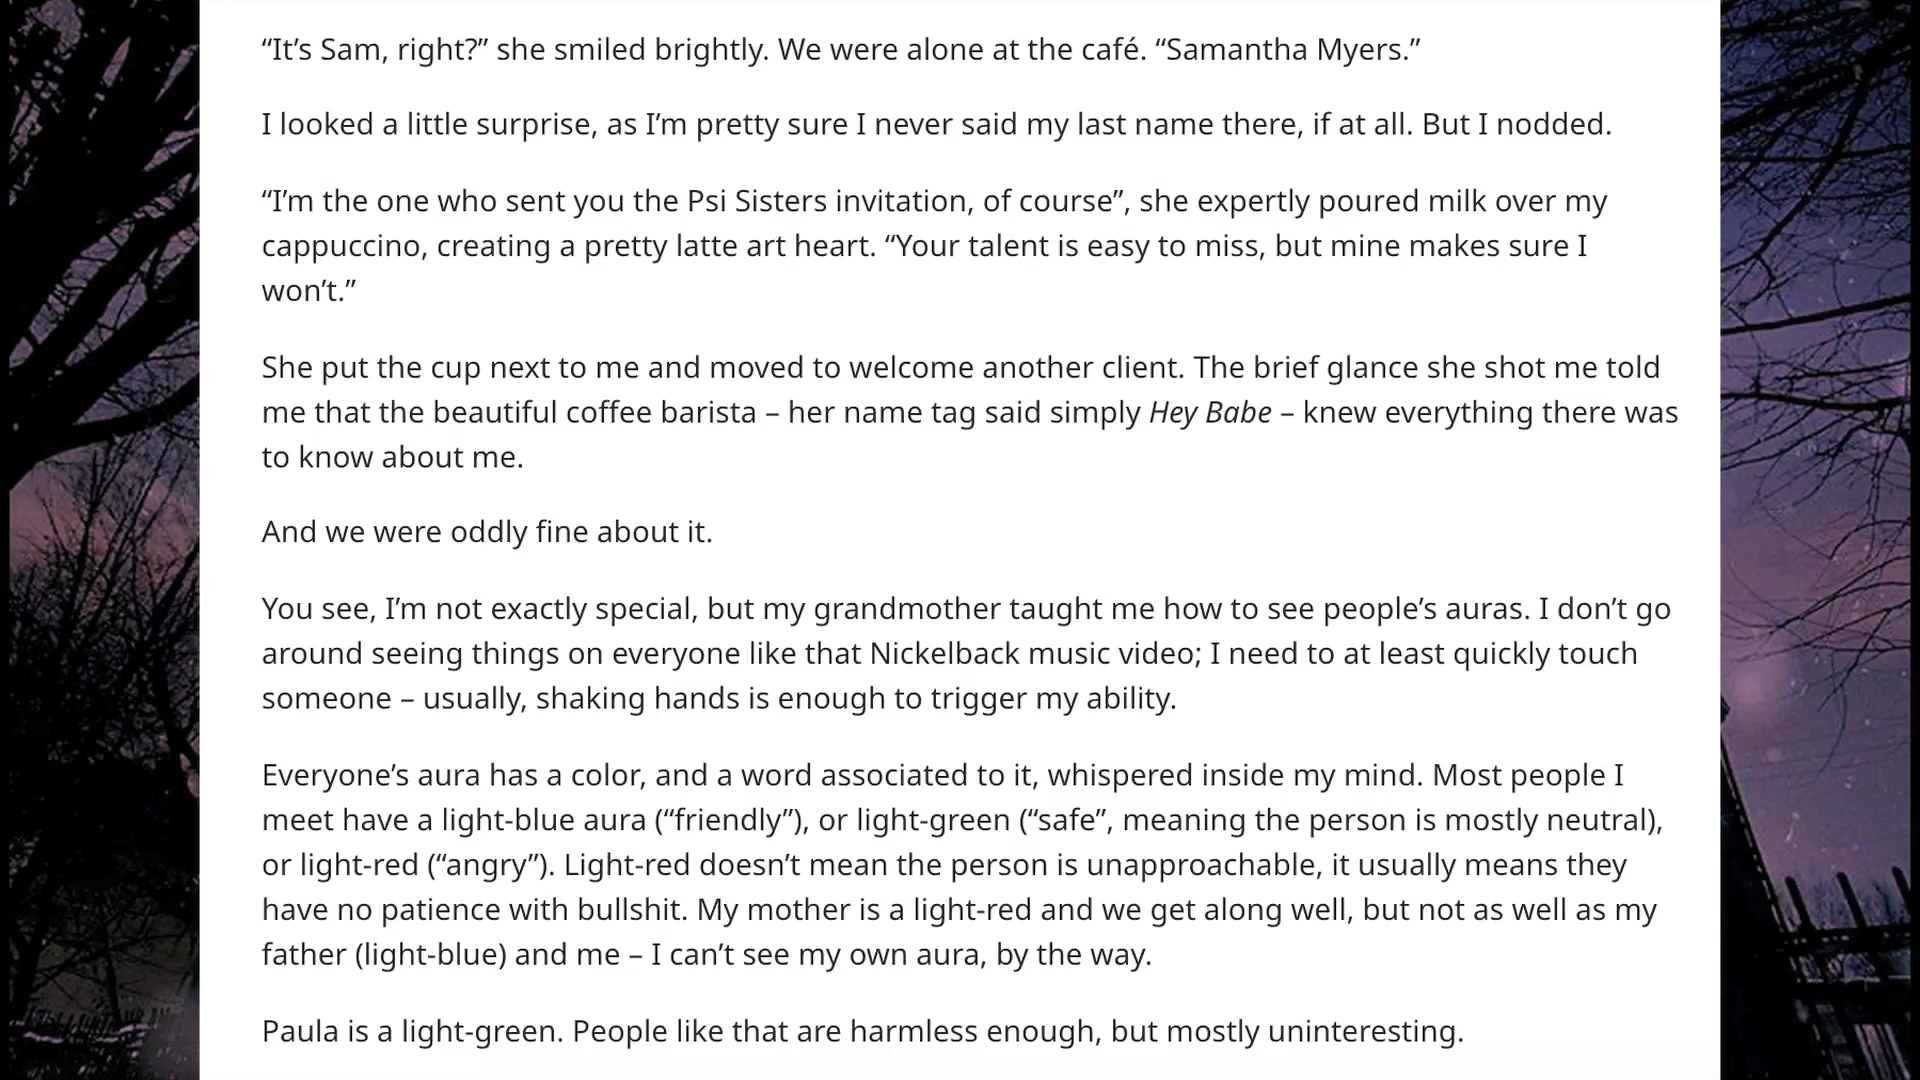 “It’s Sam, right?” she smiled brightly. We were alone at the café. “Samantha Myers.”
I looked a little surprise, as I’m pretty sure I never said my last name there, if at all. But I nodded.
“I’m the one who sent you the Psi Sisters invitation, of course”, she expertly poured milk over my
cappuccino, creating a pretty latte art heart. “Your talent is easy to miss, but mine makes sure I
won’t.”
She put the cup next to me and moved to welcome another client. The brief glance she shot me told
me that the beautiful coffee barista – her name tag said simply Hey Babe – knew everything there was
to know about me.
And we were oddly fine about it.
You see, I’m not exactly special, but my grandmother taught me how to see people’s auras. I don’t go
around seeing things on everyone like that Nickelback music video; I need to at least quickly touch
someone – usually, shaking hands is enough to trigger my ability.
Everyone’s aura has a color, and a word associated to it, whispered inside my mind. Most people I
meet have a light-blue aura (“friendly”), or light-green (“safe”, meaning the person is mostly neutral),
or light-red (“angry”). Light-red doesn’t mean the person is unapproachable, it usually means they
have no patience with bullshit. My mother is a light-red and we get along well, but not as well as my
father (light-blue) and me – I can’t see my own aura, by the way.
Paula is a light-green. People like that are harmless enough, but mostly uninteresting.